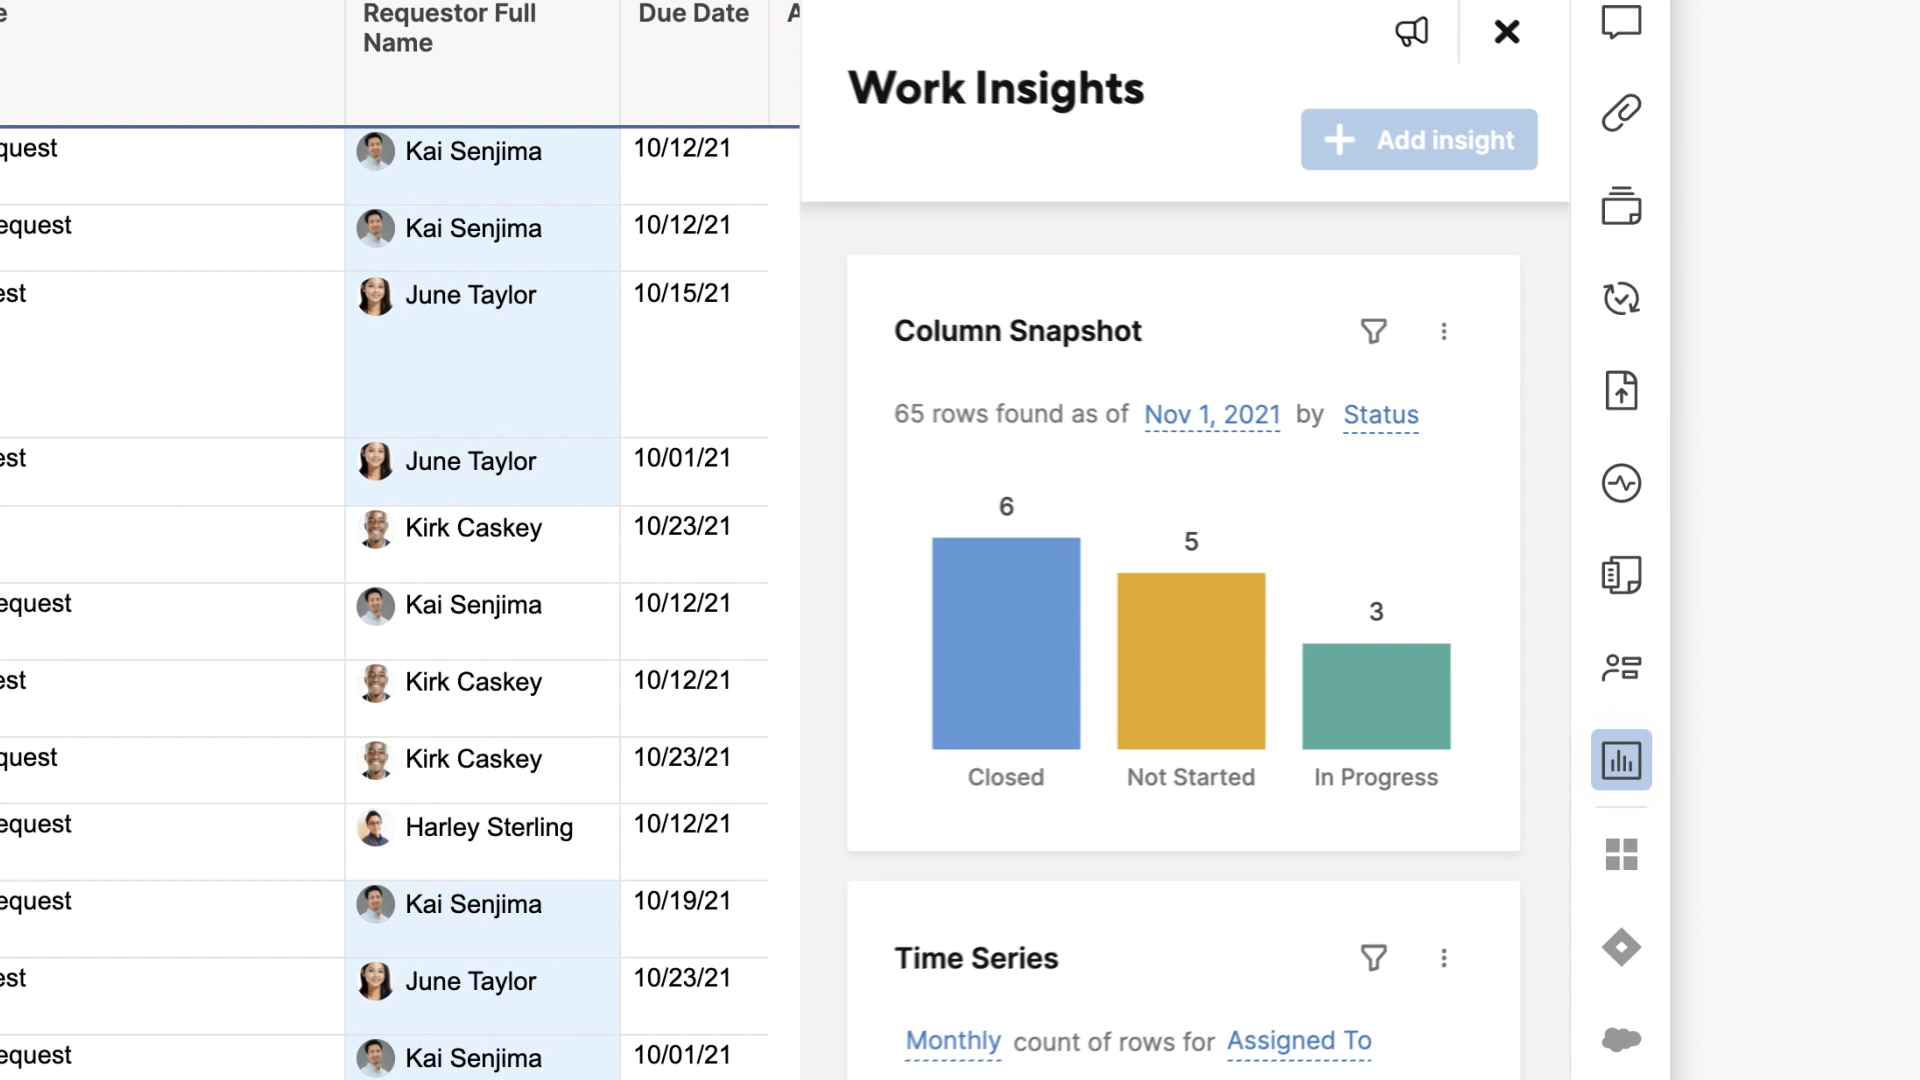 e
Requestor Full
Name
Due Date
A
quest
Kai Senjima
10/12/21
equest
Kai Senjima
10/12/21
est
June Taylor
10/15/21
est
June Taylor
10/01/21
Kirk Caskey
10/23/21
equest
Kai Senjima
10/12/21
est
Kirk Caskey
10/12/21
quest
Kirk Caskey
10/23/21
equest
Harley Sterling
10/12/21
equest
Kai Senjima
10/19/21
est
June Taylor
10/23/21
equest
Kai Senjima
10/01/21
Work Insights
Add insight
Column Snapshot
65 rows found as of Nov 1, 2021 by Status
6
5
3
Closed
Not Started
In Progress
Time Series
Monthly count of rows for Assigned To